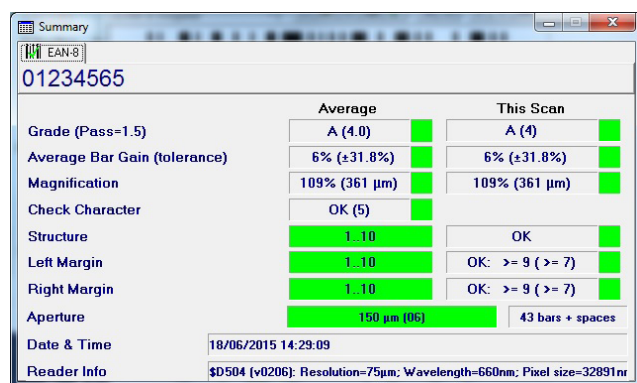 Summary
EAN-8
01234565
Average This Scan
Grade (Pass=1.5) A (4.0) A (4)
Average Bar Gain (tolerance) 6% (±31.8%) 6% (±31.8%)
Magnification 109% (361 µm) 109% (361 µm)
Check Character OK (5)
Structure 1..10 OK
Left Margin 1..10 OK: >= 9 ( >= 7)
Right Margin 1..10 OK: >= 9 ( >= 7)
Aperture 150 µm (06) 43 bars + spaces
Date & Time 18/06/2015 14:29:09
Reader Info $D504 (v0206): Resolution=75µm; Wavelength=660nm; Pixel size=32891nr